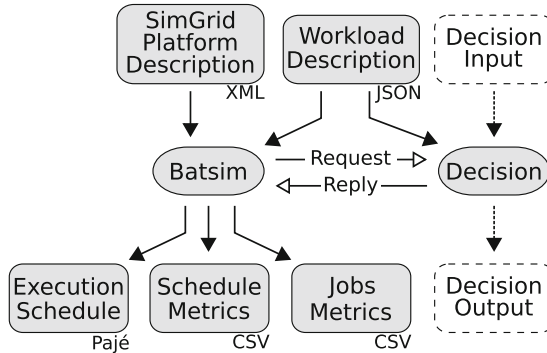 SimGrid
Platform
Description
XML
Workload
Description
JSON
Decision
Input
Batsim
Request
Reply
Decision
Execution
Schedule
Pajé
Schedule
Metrics
CSV
Jobs
Metrics
CSV
Decision
Output